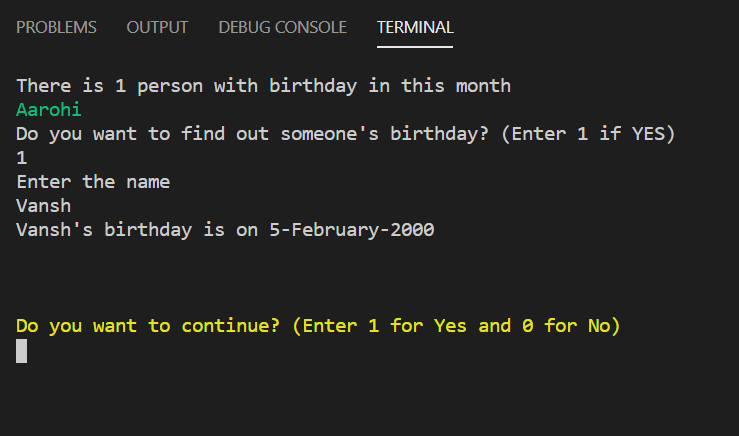 PROBLEMS OUTPUT DEBUG CONSOLE TERMINAL
There is 1 person with birthday in this month
Aarohi
Do you want to find out someone's birthday? (Enter 1 if YES)
1
Enter the name
Vansh
Vansh's birthday is on 5-February-2000
Do you want to continue? (Enter 1 for Yes and 0 for No)